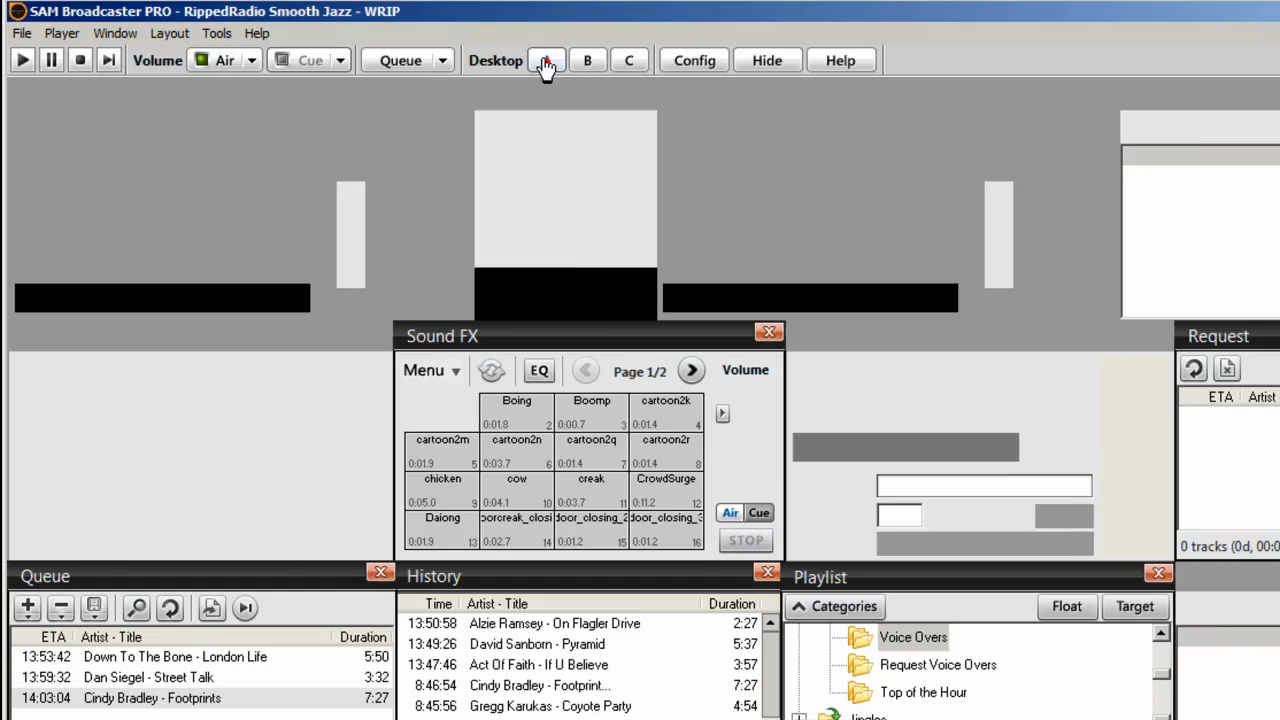 SAM Broadcaster PRO - RippedRadio Smooth Jazz - WRIP
File Player Window Layout Tools Help
Volume Air Cue Queue Desktop B C Config Hide Help
Sound FX
Menu EQ Page 1/2 Volume
Boing Boomp cartoon2k
0:01.8 2 0:00.7 3 0:01.4 4
cartoon2m cartoon2n cartoon2q cartoon2r
0:01.9 5 0:03.7 6 0:01.4 7 0:01.4 8
chicken cow creak CrowdSurge
0:05.0 9 0:04.1 10 0:03.7 11 0:11.2 12
Daiong oorcreak_closi door_closing_2 door_closing_3
0:01.9 13 0:02.7 14 0:01.2 15 0:01.2 16
Air Cue
STOP
Request
ETA Artist
0 tracks (0d, 00:0
Queue
ETA Artist - Title Duration
13:53:42 Down To The Bone - London Life 5:50
13:59:32 Dan Siegel - Street Talk 3:32
14:03:04 Cindy Bradley - Footprints 7:27
History
Time Artist - Title Duration
13:50:58 Alzie Ramsey - On Flagler Drive 2:27
13:49:26 David Sanborn - Pyramid 5:37
13:47:46 Act Of Faith - If U Believe 3:57
8:46:54 Cindy Bradley - Footprint... 7:27
8:45:56 Gregg Karukas - Coyote Party 4:54
Playlist
Categories Float Target
Voice Overs
Request Voice Overs
Top of the Hour
Jingles